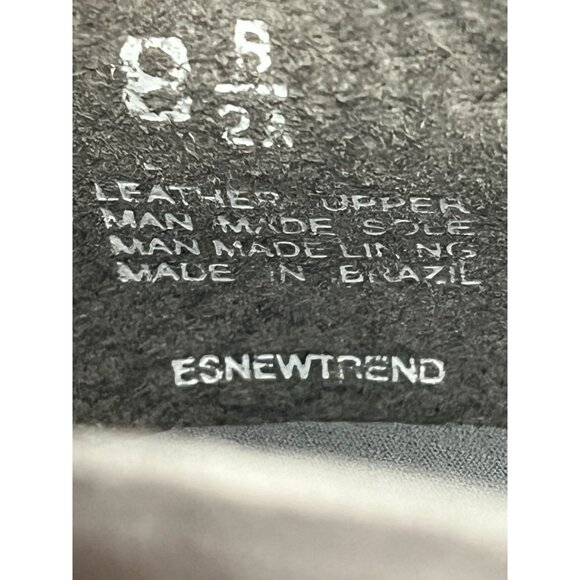 8 B
LEATHER UPPER
MAN MADE SOLE
MAN MADE LINING
MADE IN BRAZIL
ESNEWTREND